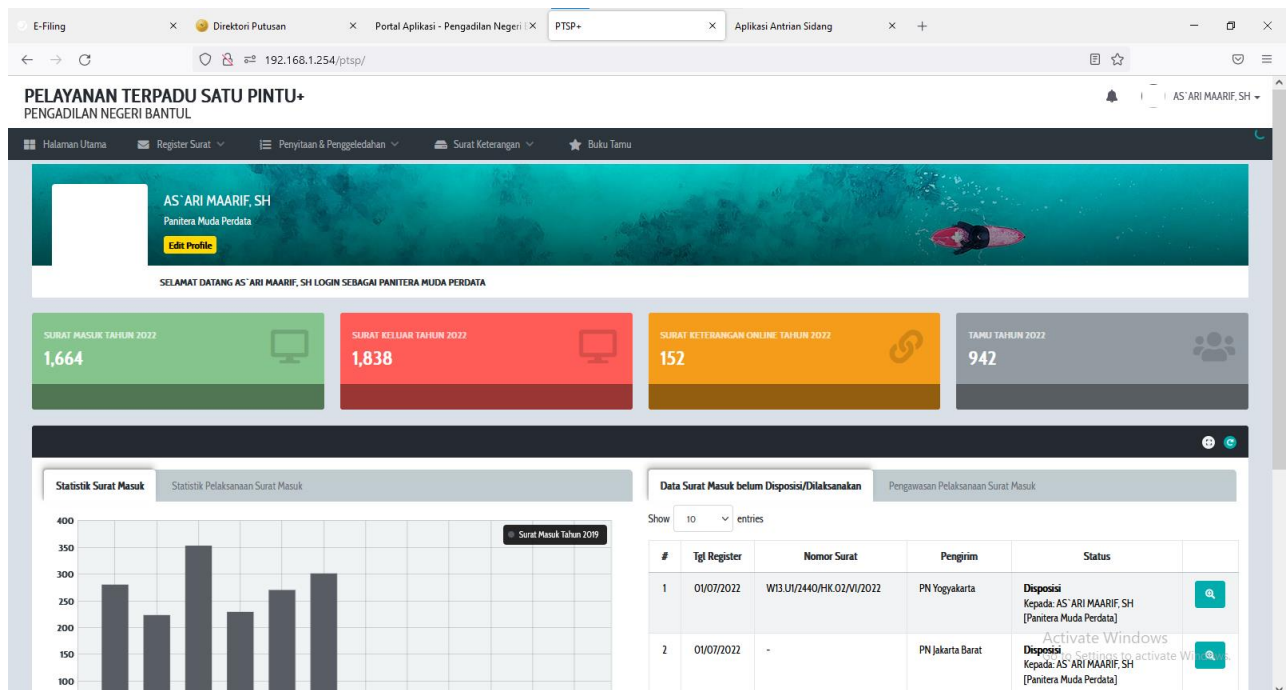 E-Filing
Direktori Putusan
Portal Aplikasi - Pengadilan Negeri
PTSP+
Aplikasi Antrian Sidang
192.168.1.254/ptsp/
PELAYANAN TERPADU SATU PINTU+
PENGADILAN NEGERI BANTUL
AS`ARI MAARIF, SH
Halaman Utama
Register Surat
Penyitaan & Penggeledahan
Surat Keterangan
Buku Tamu
AS`ARI MAARIF, SH
Panitera Muda Perdata
Edit Profile
SELAMAT DATANG AS`ARI MAARIF, SH LOGIN SEBAGAI PANITERA MUDA PERDATA
SURAT MASUK TAHUN 2022
1,664
SURAT KELUAR TAHUN 2022
1,838
SURAT KETERANGAN ONLINE TAHUN 2022
152
TAMU TAHUN 2022
942
Statistik Surat Masuk
Statistik Pelaksanaan Surat Masuk
400
350
300
250
200
150
100
Surat Masuk Tahun 2019
Data Surat Masuk belum Disposisi/Dilaksanakan
Pengawasan Pelaksanaan Surat Masuk
Show 10 entries
# Tgl Register Nomor Surat Pengirim Status
1 01/07/2022 W13.U1/2440/HK.02/VI/2022 PN Yogyakarta Disposisi
Kepada: AS`ARI MAARIF, SH
[Panitera Muda Perdata]
2 01/07/2022 - PN Jakarta Barat Disposisi
Kepada: AS`ARI MAARIF, SH
[Panitera Muda Perdata]
Activate Windows
Go to Settings to activate Windows.